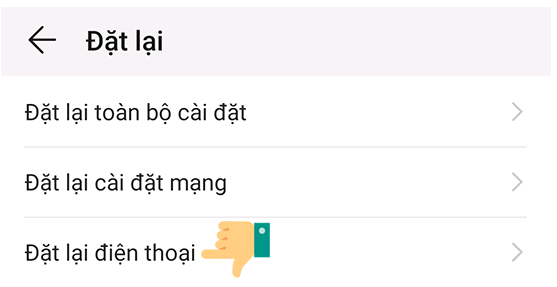 Đặt lại
Đặt lại toàn bộ cài đặt
Đặt lại cài đặt mạng
Đặt lại điện thoại